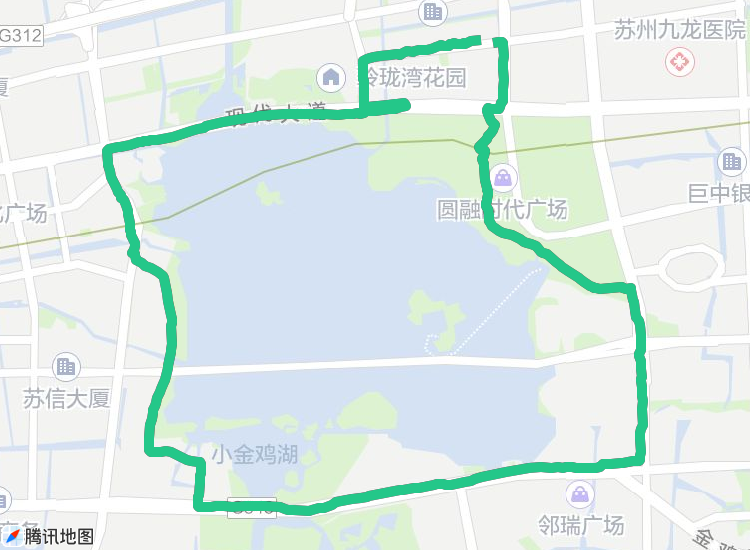 G312
苏州九龙医院
玲珑湾花园
现代大道
广场
巨中银
圆融时代广场
苏信大厦
小金鸡湖
邻瑞广场
金鸡
腾讯地图